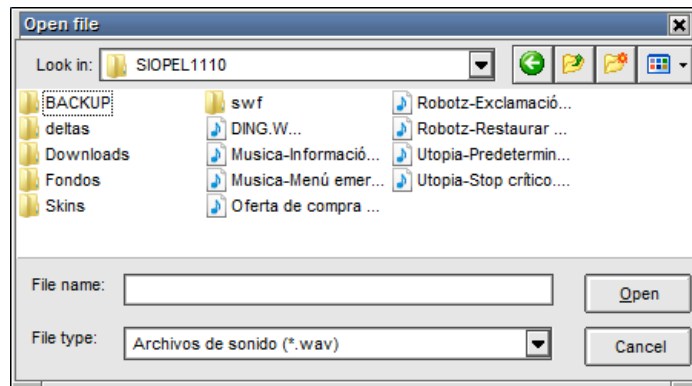 Open file
Look in: SIOPEL1110
BACKUP swf Robotz-Exclamació...
deltas DING.W... Robotz-Restaurar ...
Downloads Musica-Informació... Utopia-Predetermin...
Fondos Musica-Menú emer... Utopia-Stop crítico....
Skins Oferta de compra ...
File name: Open
File type: Archivos de sonido (*.wav) Cancel